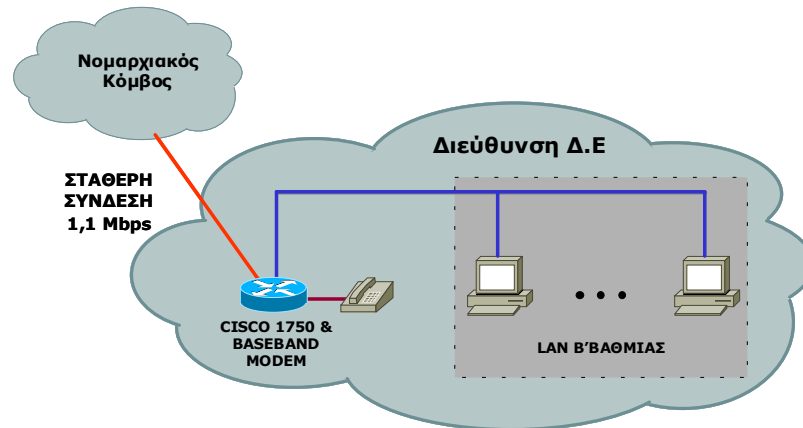 Νομαρχιακός
Κόμβος
Διεύθυνση Δ.Ε
ΣΤΑΘΕΡΗ
ΣΥΝΔΕΣΗ
1,1 Mbps
CISCO 1750 &
BASEBAND
MODEM
LAN Β΄ΒΑΘΜΙΑΣ